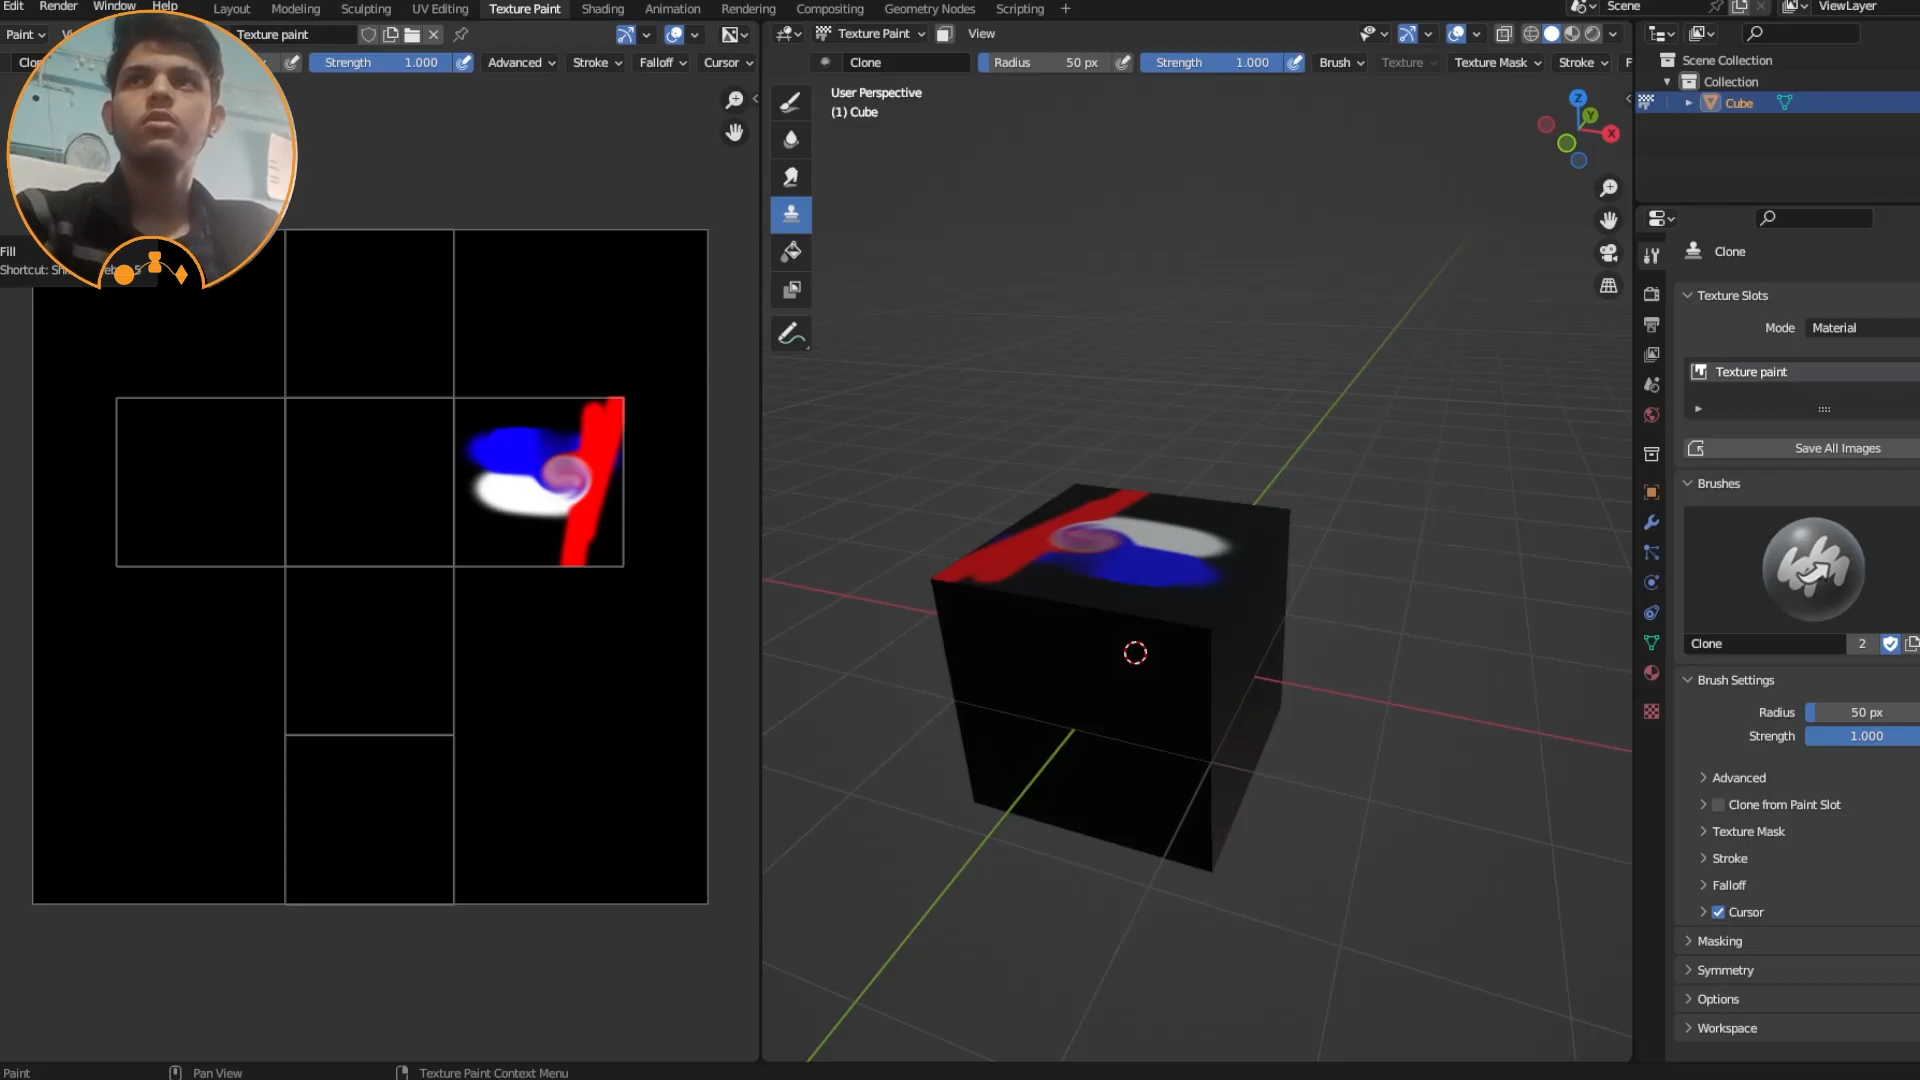 Edit Render Window Help Layout Modeling Sculpting UV Editing Texture Paint Shading Animation Rendering Compositing Geometry Nodes Scripting + Scene ViewLayer
Paint Texture paint Texture Paint View
Strength 1.000 Advanced Stroke Falloff Cursor Clone Radius 50 px Strength 1.000 Brush Texture Texture Mask Stroke
User Perspective
(1) Cube
Z
Y
X
Scene Collection
Collection
Cube
Fill
Shortcut:
Clone
Texture Slots
Mode Material
Texture paint
Save All Images
Brushes
Clone 2
Brush Settings
Radius 50 px
Strength 1.000
Advanced
Clone from Paint Slot
Texture Mask
Stroke
Falloff
Cursor
Masking
Symmetry
Options
Workspace
Paint Pan View Texture Paint Context Menu